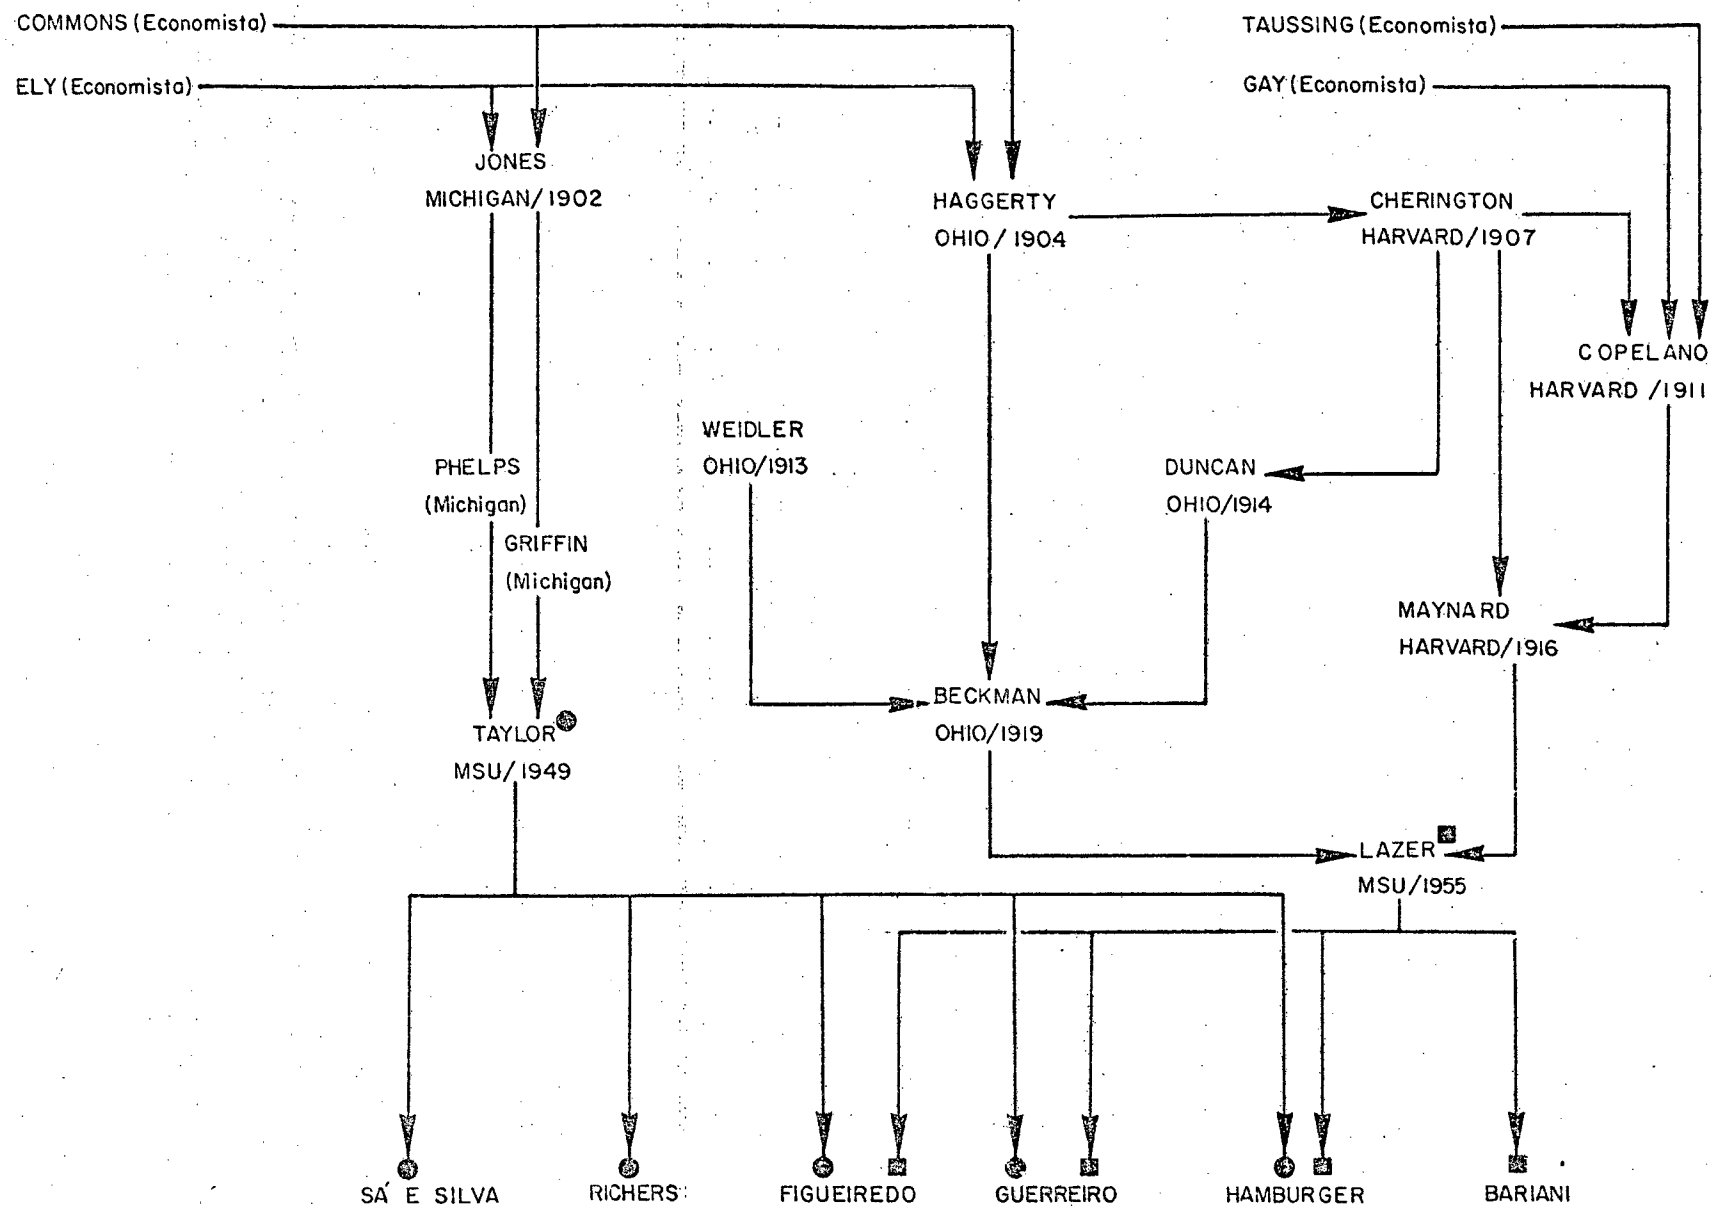 COMMONS (Economista)
TAUSSING (Economista)
ELY (Economista)
GAY (Economista)
JONES
MICHIGAN/1902
HAGGERTY
OHIO/1904
CHERINGTON
HARVARD/1907
COPELANO
HARVARD/1911
WEIDLER
OHIO/1913
PHELPS
(Michigan)
DUNCAN
OHIO/1914
GRIFFIN
(Michigan)
MAYNARD
HARVARD/1916
BECKMAN
OHIO/1919
TAYLOR
MSU/1949
LAZER
MSU/1955
SÁ E SILVA
RICHERS
FIGUEIREDO
GUERREIRO
HAMBURGER
BARIANI